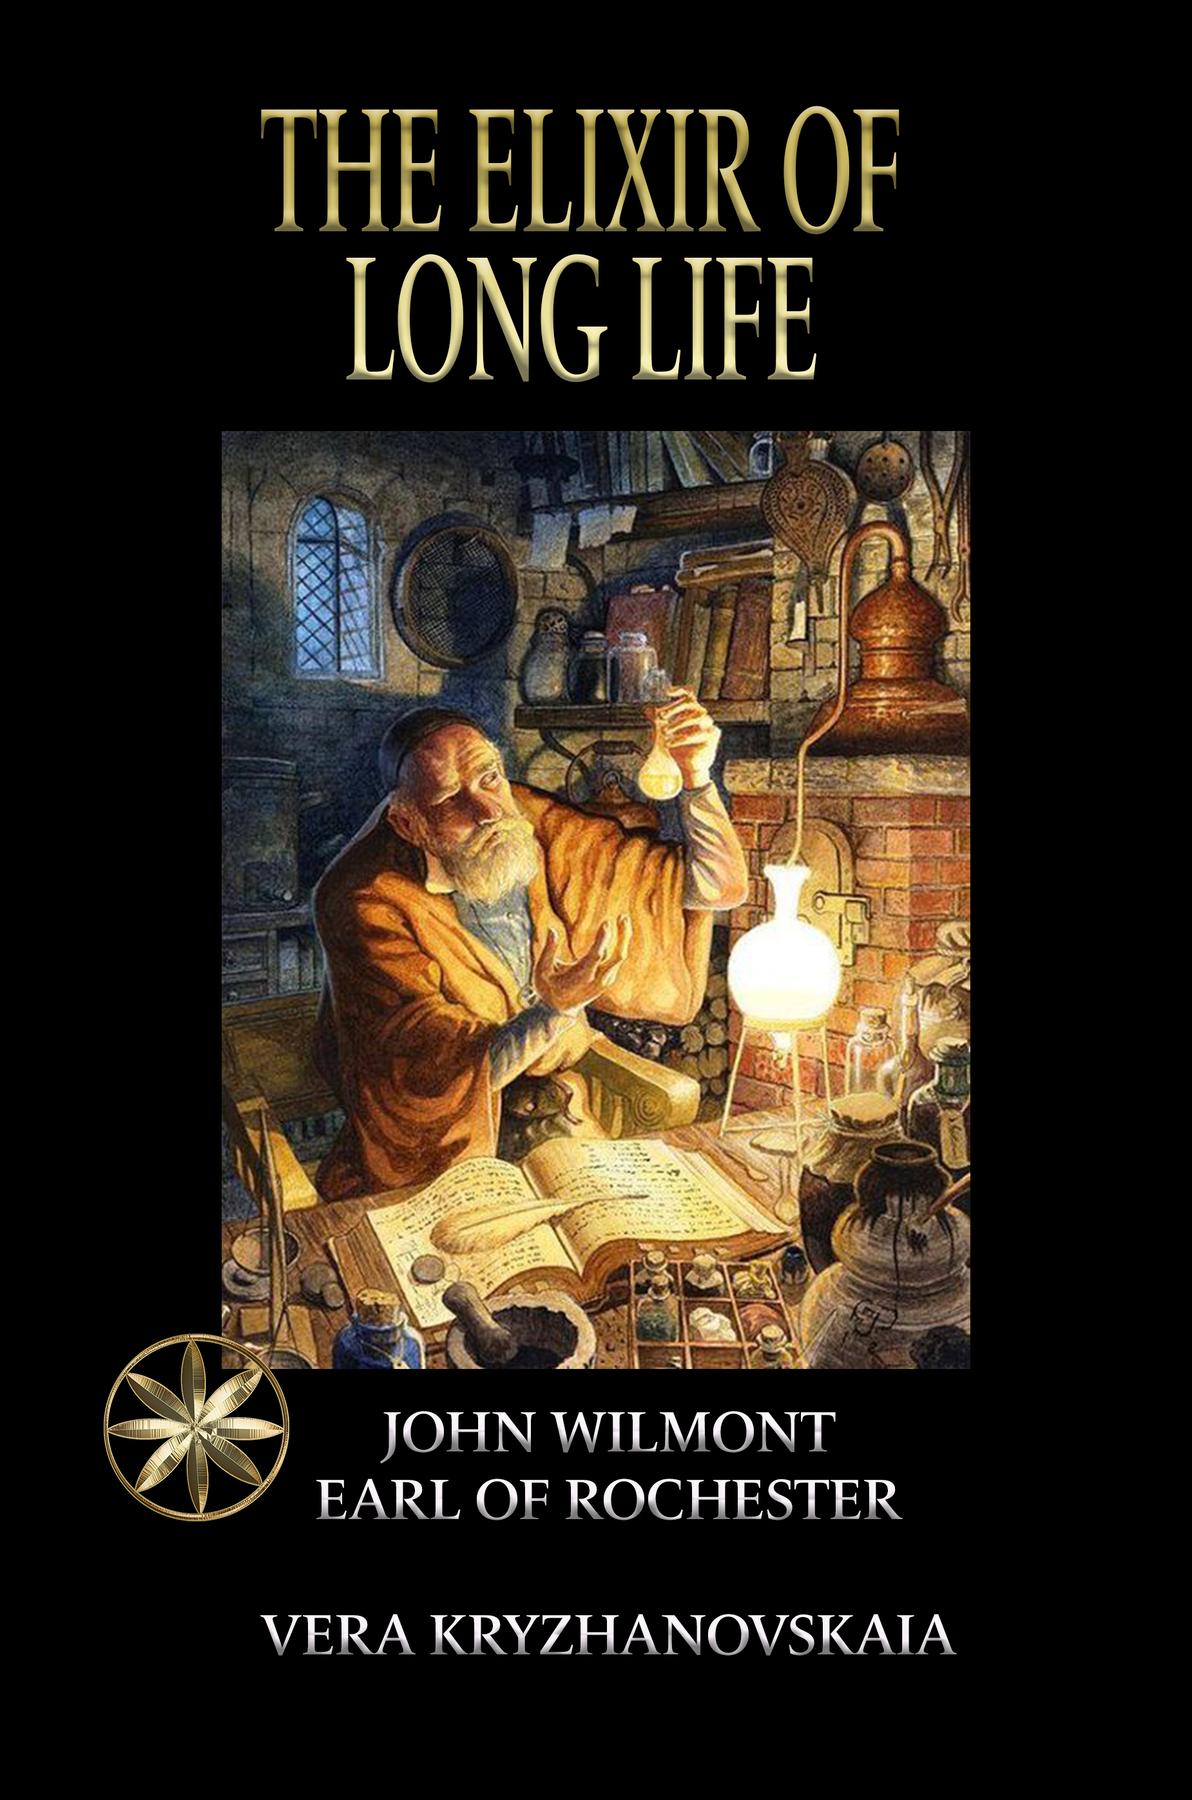 THE ELIXIR OF
LONG LIFE
JOHN WILMONT
EARL OF ROCHESTER
VERA KRYZHANOVSKAIA